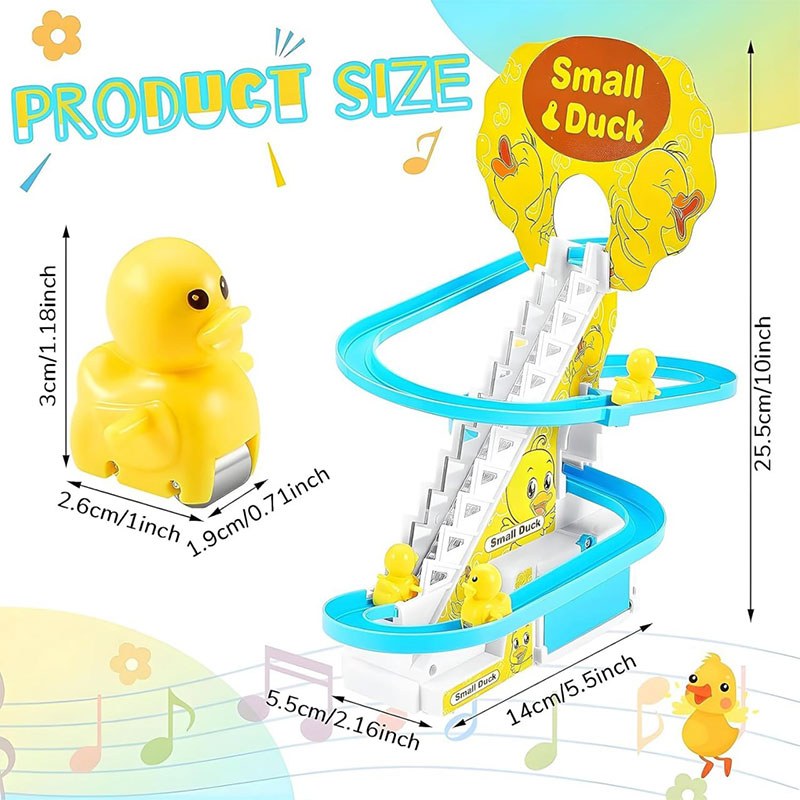 PRODUCT SIZE
Small
Duck
3cm/1.18inch
2.6cm/1inch
1.9cm/0.71inch
25.5cm/10inch
Small Duck
Small Duck
5.5cm/2.16inch
14cm/5.5inch